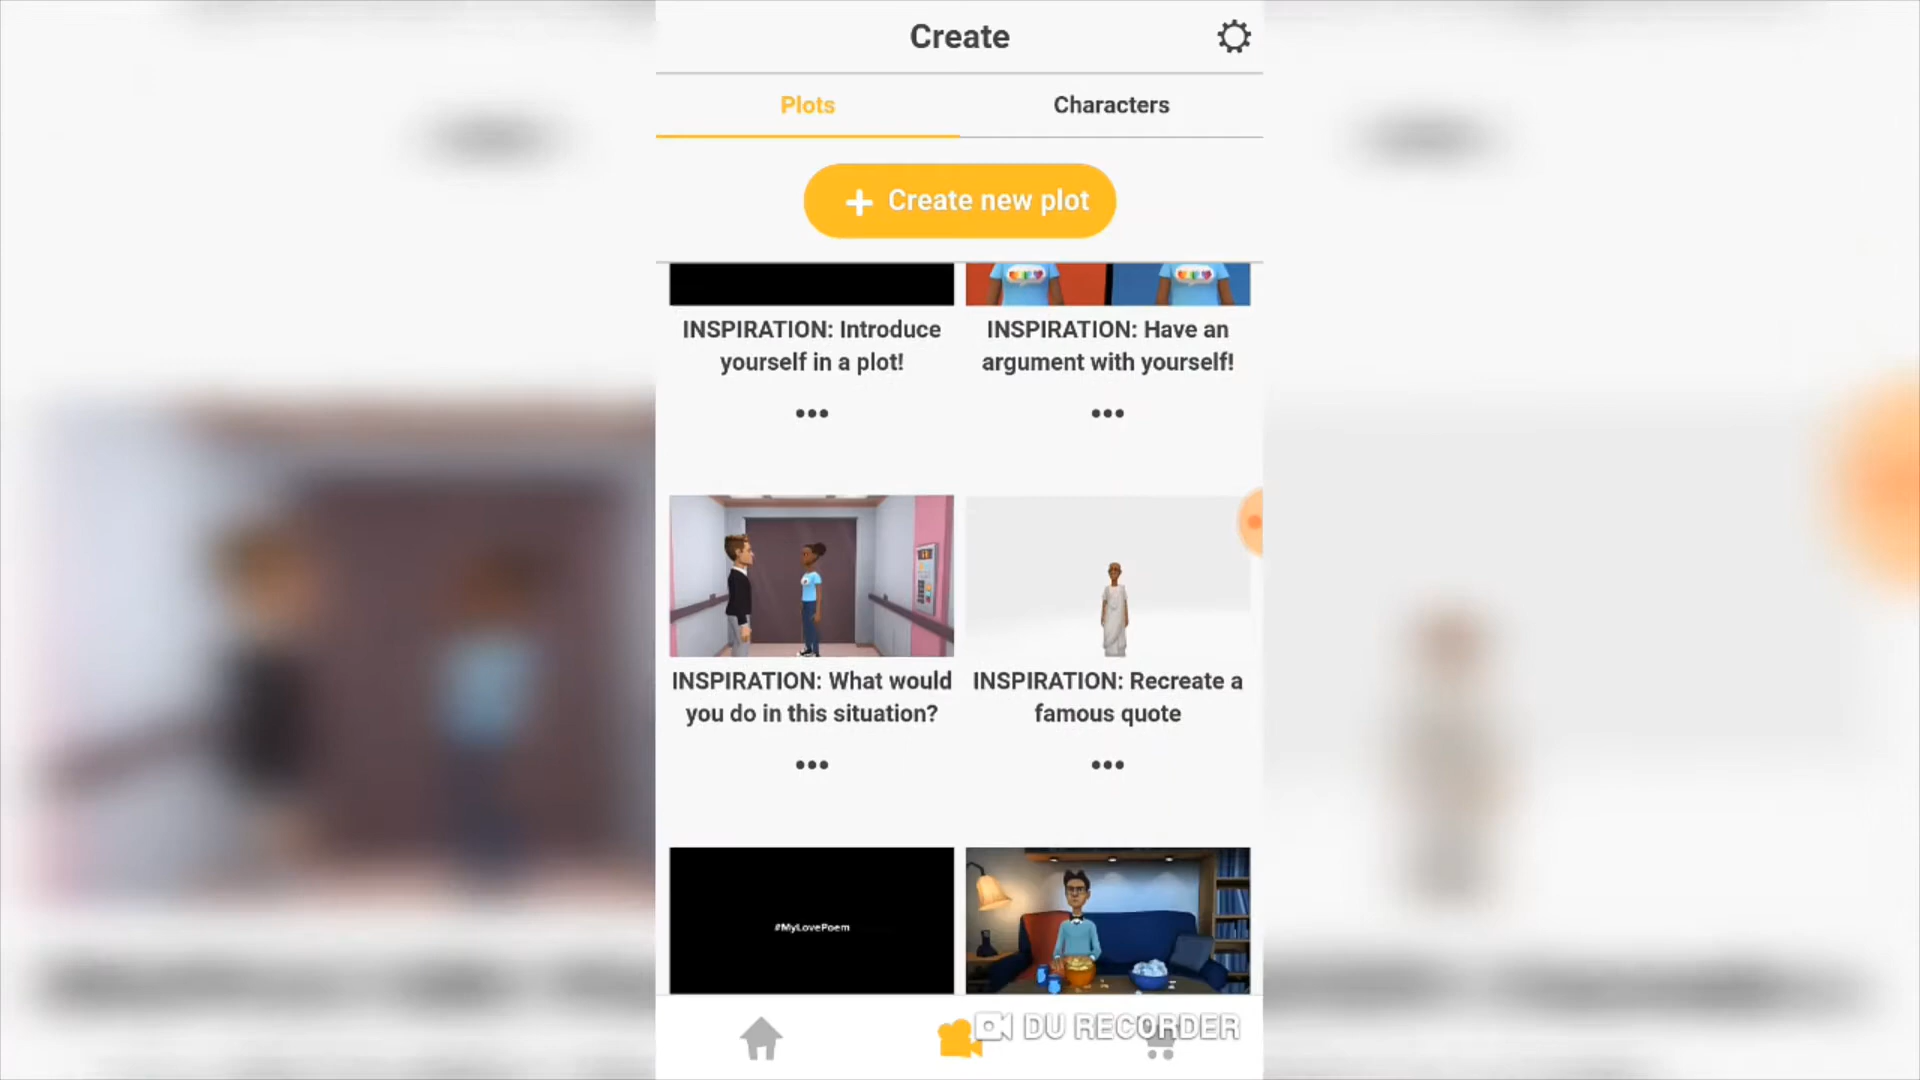 Create
Plots
Characters
+ Create new plot
INSPIRATION: Introduce
yourself in a plot!
INSPIRATION: Have an
argument with yourself!
INSPIRATION: What would
you do in this situation?
INSPIRATION: Recreate a
famous quote
#MyLovePoem
DU RECORDER